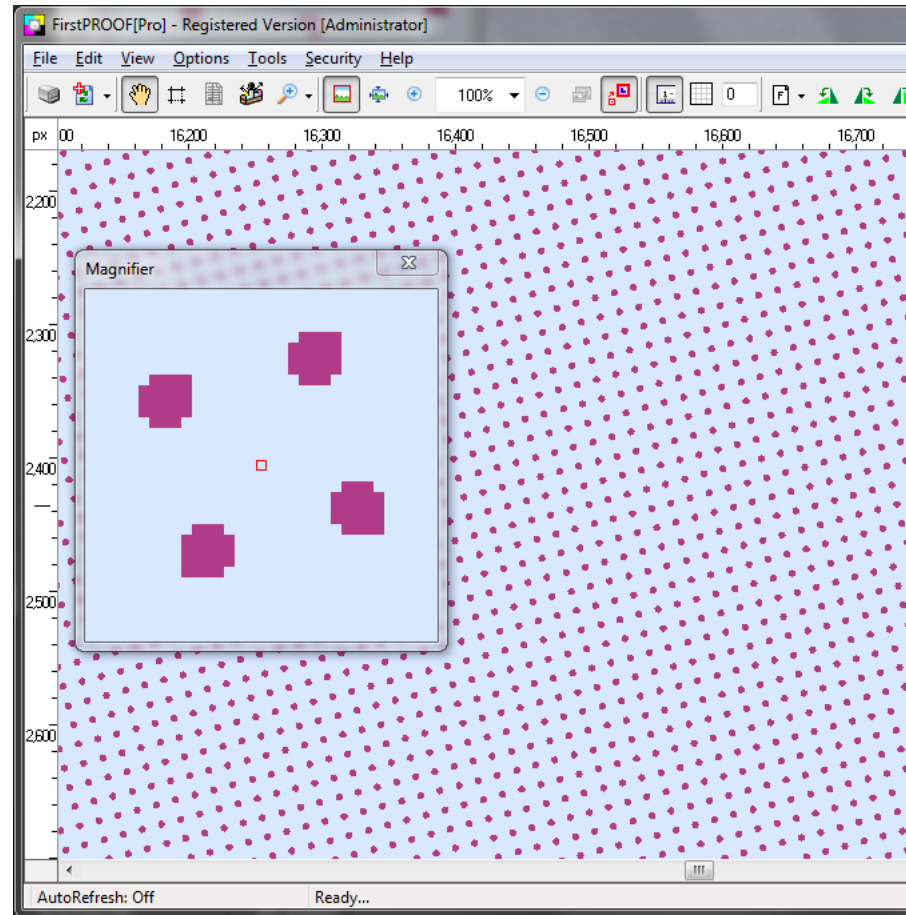 FirstPROOF[Pro] - Registered Version [Administrator]
File Edit View Options Tools Security Help
100% 1- 0 F
px 00 16,200 16,300 16,400 16,500 16,600 16,700
2,200
Magnifier
2,300
2,400
2,500
2,600
AutoRefresh: Off Ready...